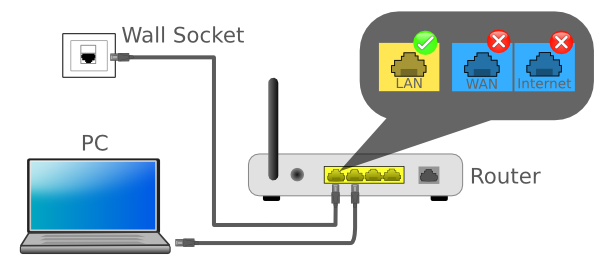 Wall Socket
LAN
WAN
Internet
PC
Router